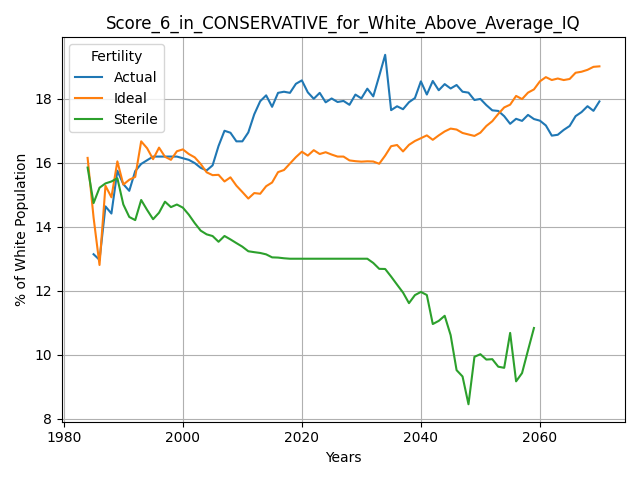 Score_6_in_CONSERVATIVE_for_White_Above_Average_IQ
Fertility
Actual
Ideal
Sterile
% of White Population
18
16
14
12
10
8
1980
2000
2020
2040
2060
Years